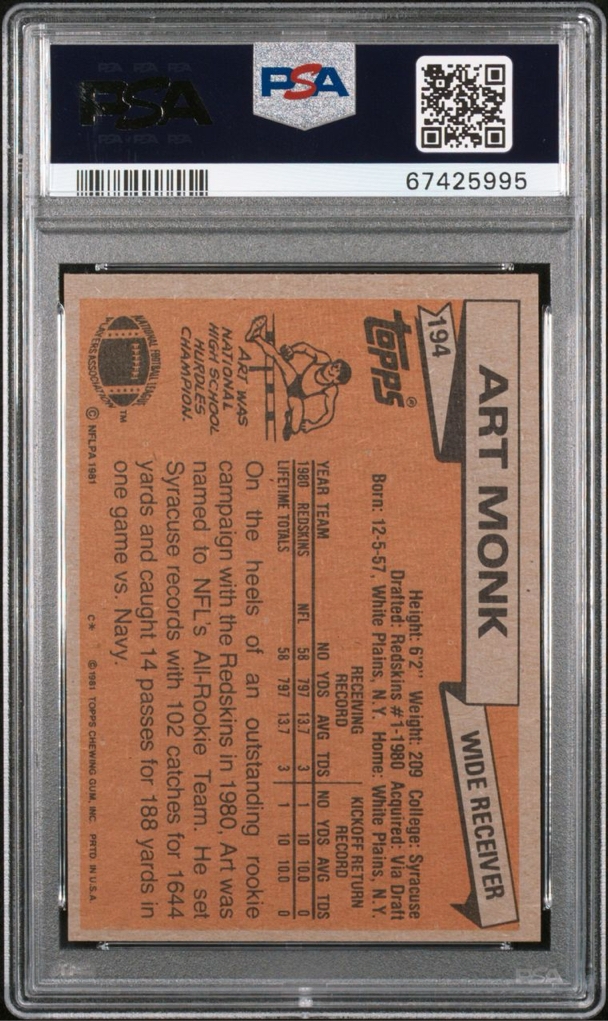 PSA
PSA
67425995
ART MONK
WIDE RECEIVER
194
topps®
Height: 6'2" Weight: 209 College: Syracuse
Drafted: Redskins #1-1980 Acquired: Via Draft
Born: 12-5-57, White Plains, N.Y. Home: White Plains, N.Y.
RECEIVING RECORD KICKOFF RETURN RECORD
YEAR TEAM NO YDS AVG TDS NO YDS AVG TDS
1980 REDSKINS NFL 58 797 13.7 3 1 10 10.0 0
LIFETIME TOTALS 58 797 13.7 3 1 10 10.0 0
ART WAS
NATIONAL
HIGH SCHOOL
HURDLES
CHAMPION.
On the heels of an outstanding rookie
campaign with the Redskins in 1980, Art was
named to NFL's All-Rookie Team. He set
Syracuse records with 102 catches for 1644
yards and caught 14 passes for 188 yards in
one game vs. Navy.
NATIONAL FOOTBALL LEAGUE
PLAYERS ASSOCIATION
TM
© NFLPA 1981
C* © 1981 TOPPS CHEWING GUM, INC. PRTD. IN U.S.A.
PSA